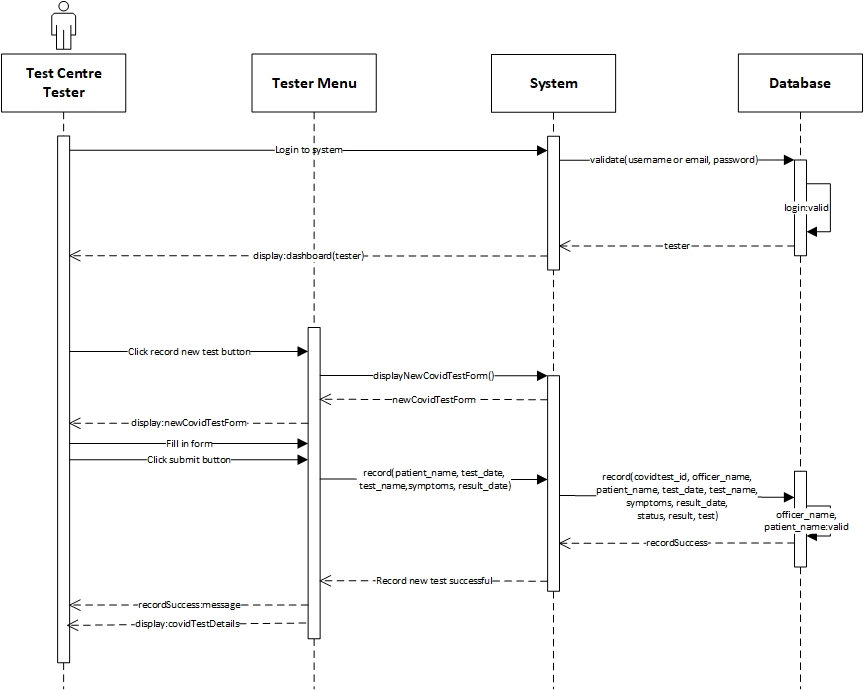 Test Centre
Tester
Tester Menu
System
Database
Login to system
validate(username or email, password)
login:valid
tester
display:dashboard(tester)
Click record new test button
displayNewCovidTestForm()
newCovidTestForm
display:newCovidTestForm
Fill in form
Click submit button
record(patient_name, test_date,
test_name,symptoms, result_date)
record(covidtest_id, officer_name,
patient_name, test_date, test_name,
symptoms, result_date,
status, result, test)
officer_name,
patient_name:valid
recordSuccess
Record new test successful
recordSuccess:message
display:covidTestDetails